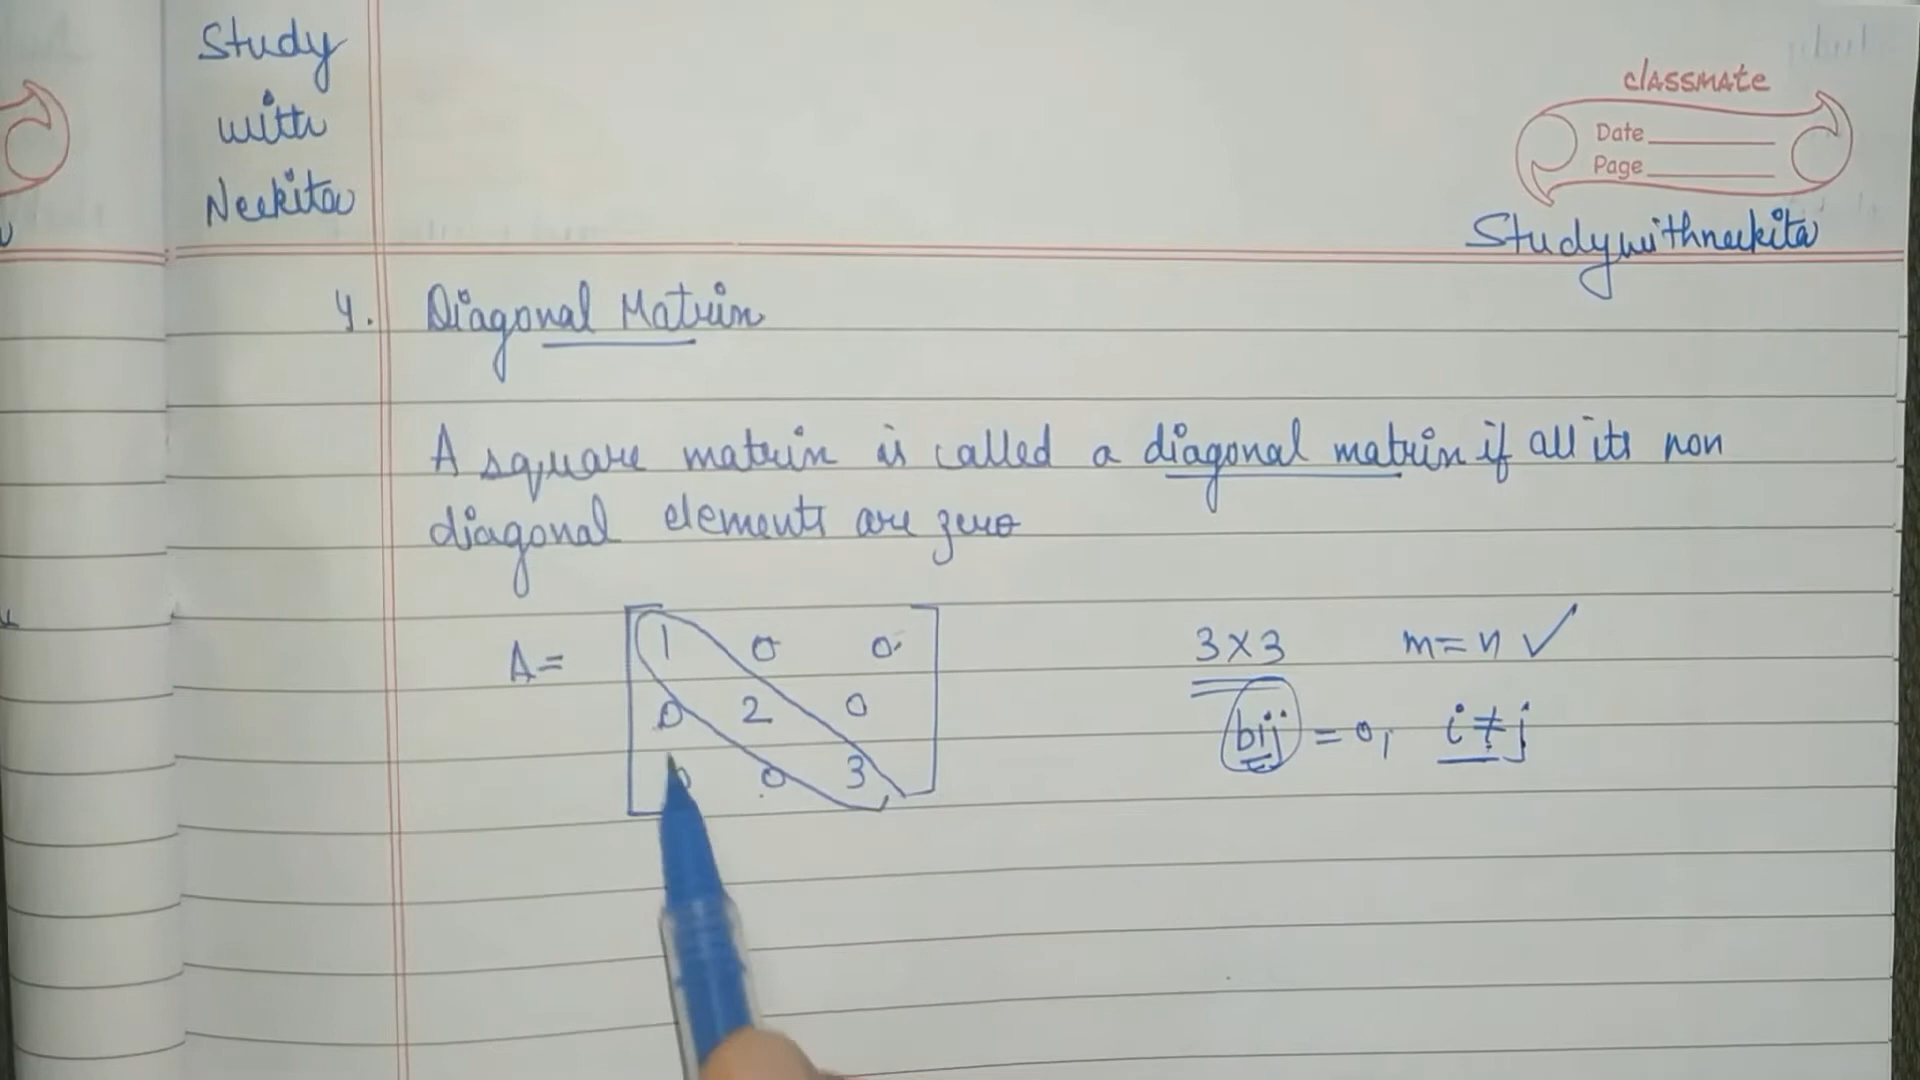 Study
with
Neekita
classmate
Date
Page
Studywithneekita
4. Diagonal Matrix
A square matrix is called a diagonal matrix if all its non
diagonal elements are zero
A = 1 0 0
0 2 0
0 0 3
3×3 m=n ✓
bij = 0, i≠j